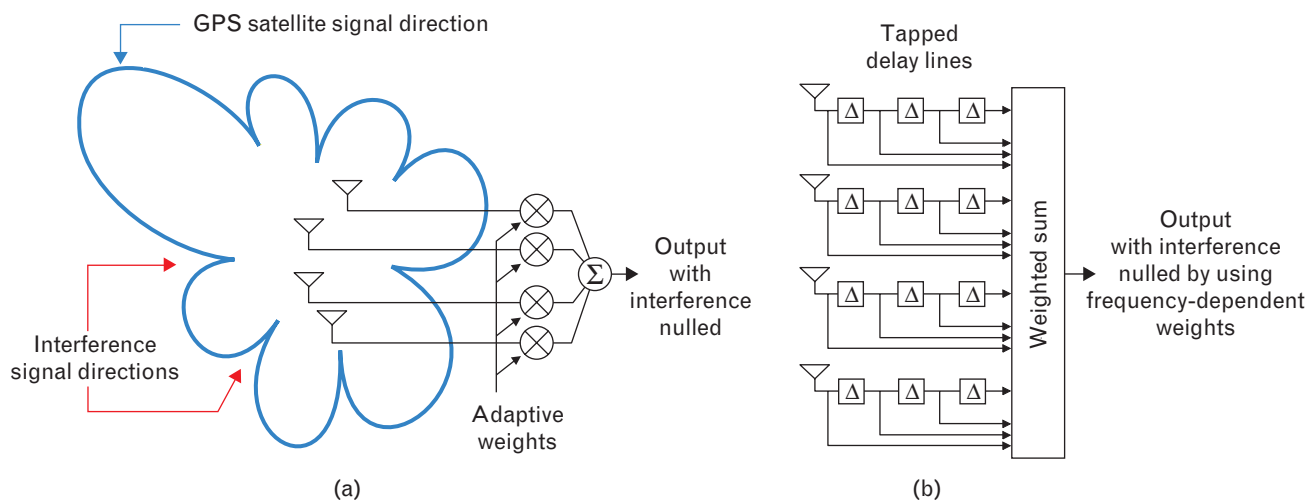 GPS satellite signal direction
Interference
signal directions
Σ
Adaptive
weights
Output
with
interference
nulled
(a)
Tapped
delay lines
Δ Δ Δ
Δ Δ Δ
Δ Δ Δ
Δ Δ Δ
Weighted sum
Output
with interference
nulled by using
frequency-dependent
weights
(b)